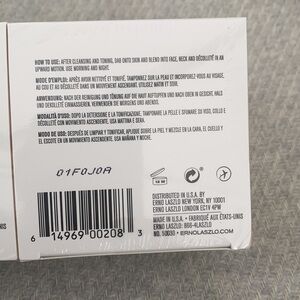 HOW TO USE: AFTER CLEANSING AND TONING, DAB ONTO SKIN AND BLEND INTO FACE, NECK AND DÉCOLLETÉ IN AN
UPWARD MOTION. USE MORNING AND NIGHT.
MODE D'EMPLOI: APRÈS AVOIR NETTOYÉ ET TONIFIÉ, TAMPONNEZ SUR LA PEAU ET INCORPOREZ VOUS AU VISAGE,
AU COU ET AU DÉCOLLETÉ DANS UN MOUVEMENT ASCENDANT. UTILISEZ MATIN ET SOIR.
ANWENDUNG: NACH DER REINIGUNG UND TÖNUNG AUF DIE HAUT AUFTUPFEN UND NACH OBEN IN GESICHT, HALS
UND DEKOLLETÉ EINMASSIEREN. VERWENDEN SIE MORGENS UND ABENDS.
MODALITÀ D'USO: DOPO LA DETERSIONE E LA TONIFICAZIONE, TAMPONARE LA PELLE E SFUMARE SU VISO, COLLO E
DÉCOLLETÉ CON MOVIMENTO ASCENDENTE. USA MATTINA E SERA.
MODO DE USO: DESPUÉS DE LIMPIAR Y TONIFICAR, APLIQUE SOBRE LA PIEL Y MEZCLE EN LA CARA, EL CUELLO Y
EL ESCOTE EN UN MOVIMIENTO ASCENDENTE. USA MAÑANA Y NOCHE.
01F0J0A
DISTRIBUTED IN U.S.A. BY
ERNO LASZLO NEW YORK, NY, 10001
ERNO LASZLO LONDON EC1V 4PW
MADE IN U.S.A. • FABRIQUÉ AUX ÉTATS-UNIS
ERNO LASZLO: 866-4LASZLO
ERNOLASZLO.COM
6 14969 00208 3